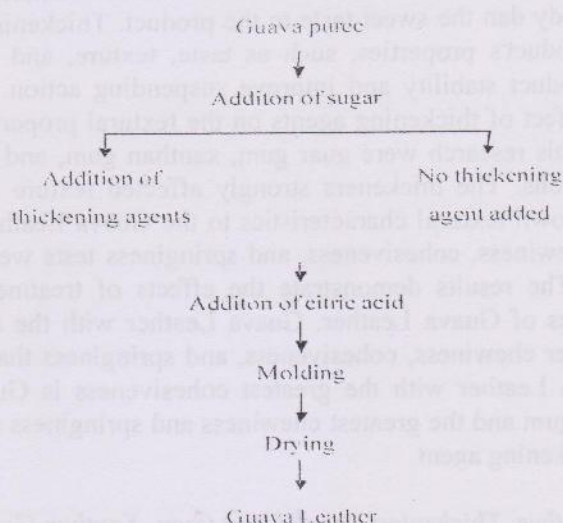 Guava puree
Additon of sugar
Addition of
thickening agents
No thickening
agent added
Additon of citric acid
Molding
Drying
Guava Leather